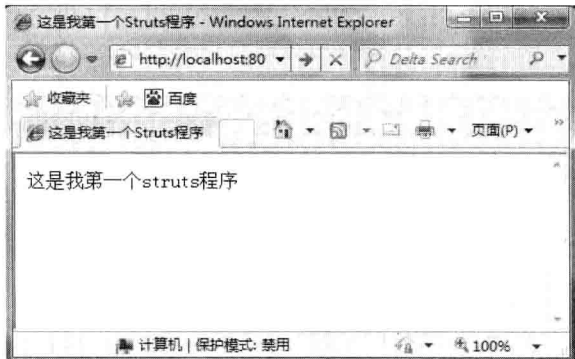 这是我第一个Struts程序 - Windows Internet Explorer
http://localhost:80
Delta Search
收藏夹
百度
这是我第一个Struts程序
页面(P)
这是我第一个struts程序
计算机 | 保护模式: 禁用
100%